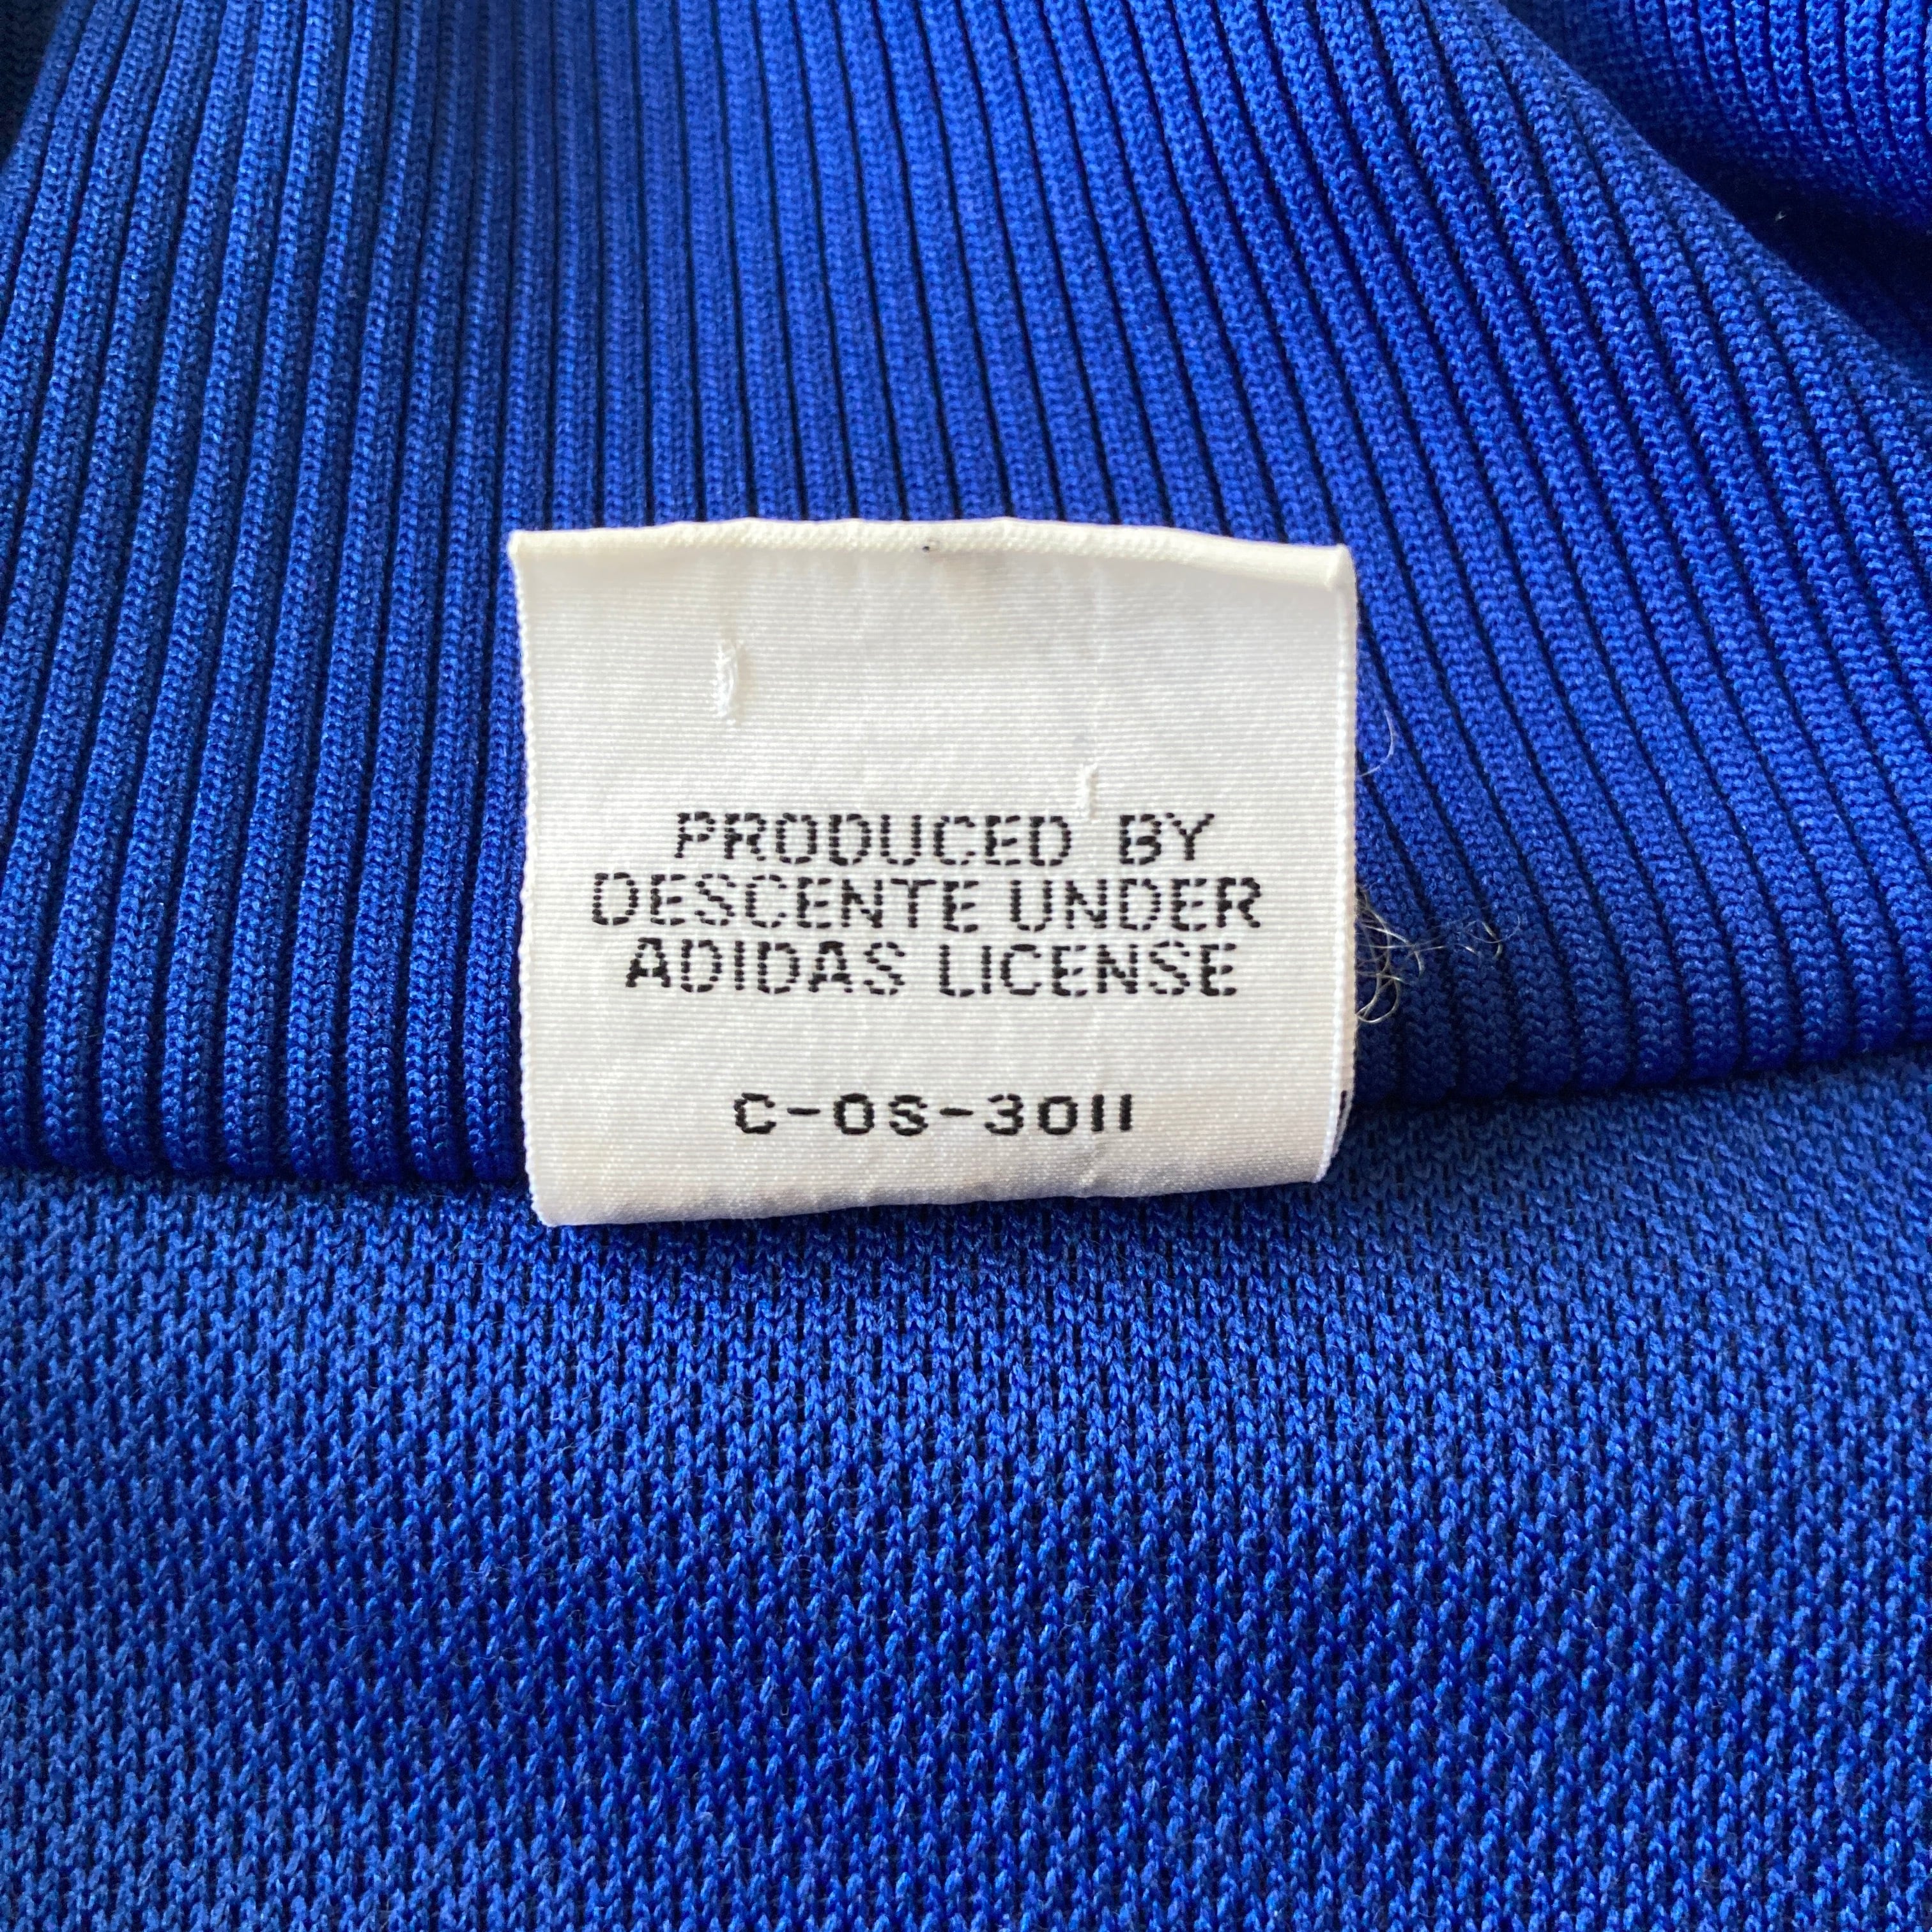 PRODUCED BY
DESCENTE UNDER
ADIDAS LICENSE
C-OS-3011